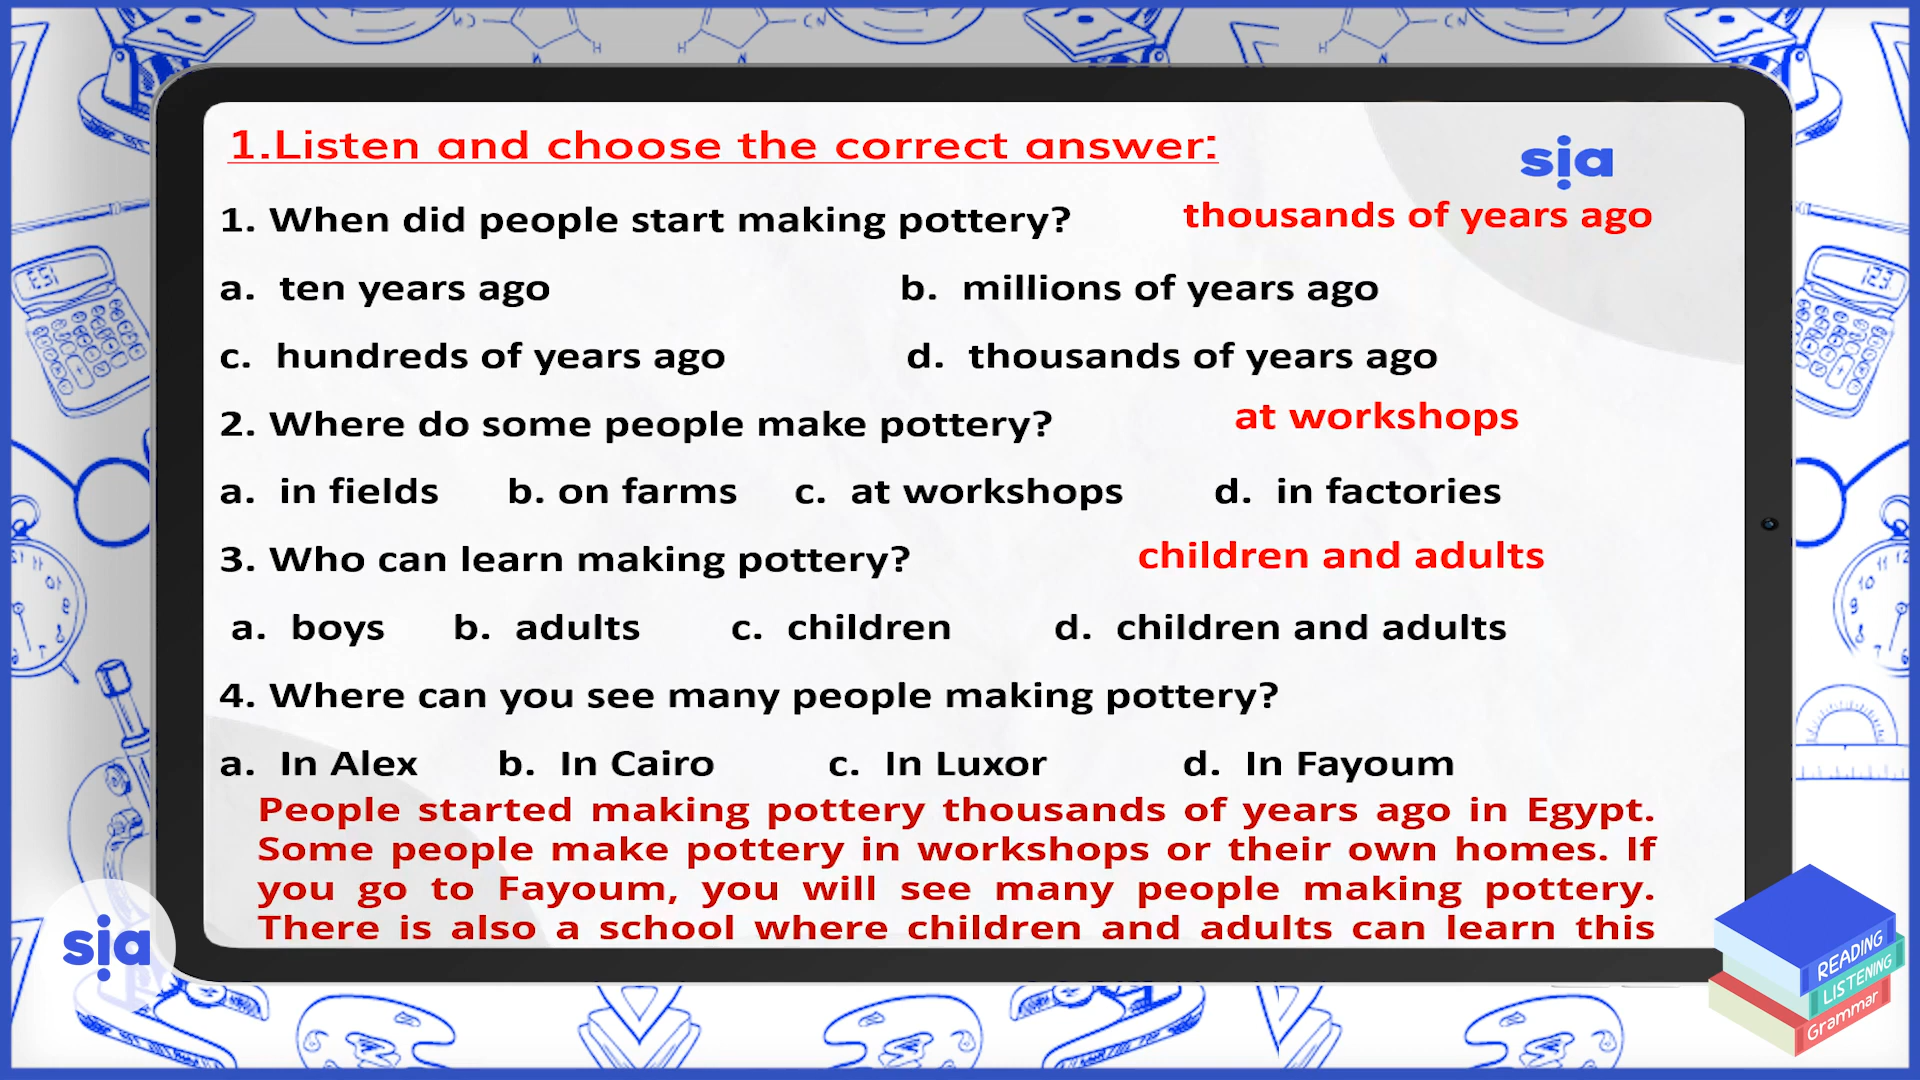 1.Listen and choose the correct answer:
sia
1. When did people start making pottery? thousands of years ago
a. ten years ago b. millions of years ago
c. hundreds of years ago d. thousands of years ago
2. Where do some people make pottery? at workshops
a. in fields b. on farms c. at workshops d. in factories
3. Who can learn making pottery? children and adults
a. boys b. adults c. children d. children and adults
4. Where can you see many people making pottery?
a. In Alex b. In Cairo c. In Luxor d. In Fayoum
People started making pottery thousands of years ago in Egypt.
Some people make pottery in workshops or their own homes. If
you go to Fayoum, you will see many people making pottery.
There is also a school where children and adults can learn this
sia
READING
LISTENING
Grammar